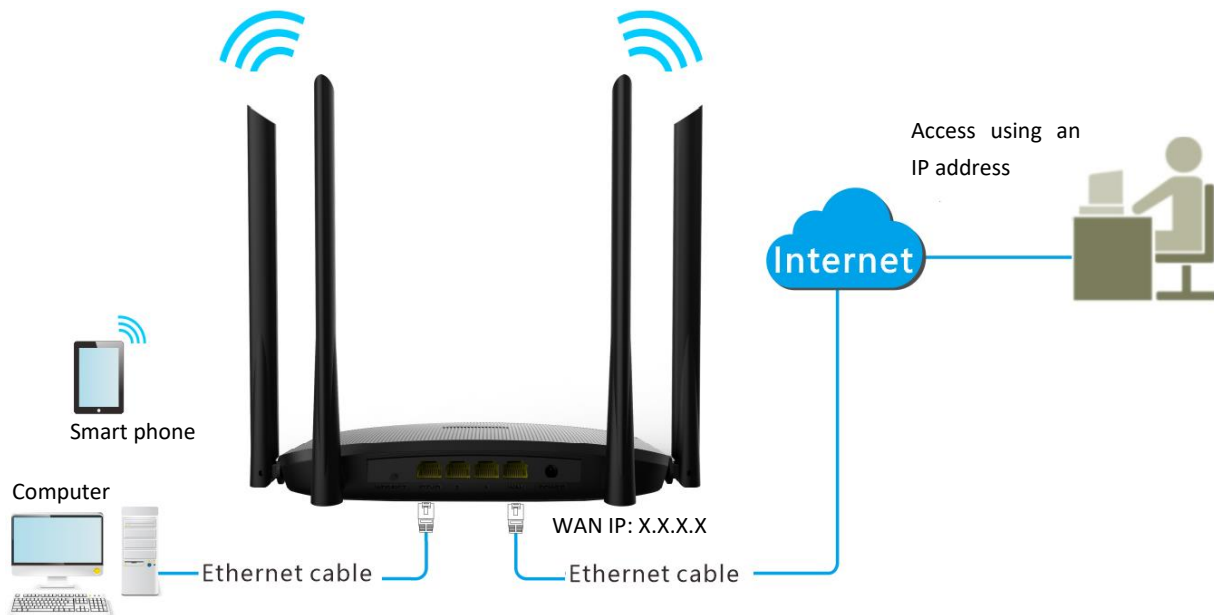 Access using an
IP address
Internet
Smart phone
Computer
WAN IP: X.X.X.X
Ethernet cable
Ethernet cable